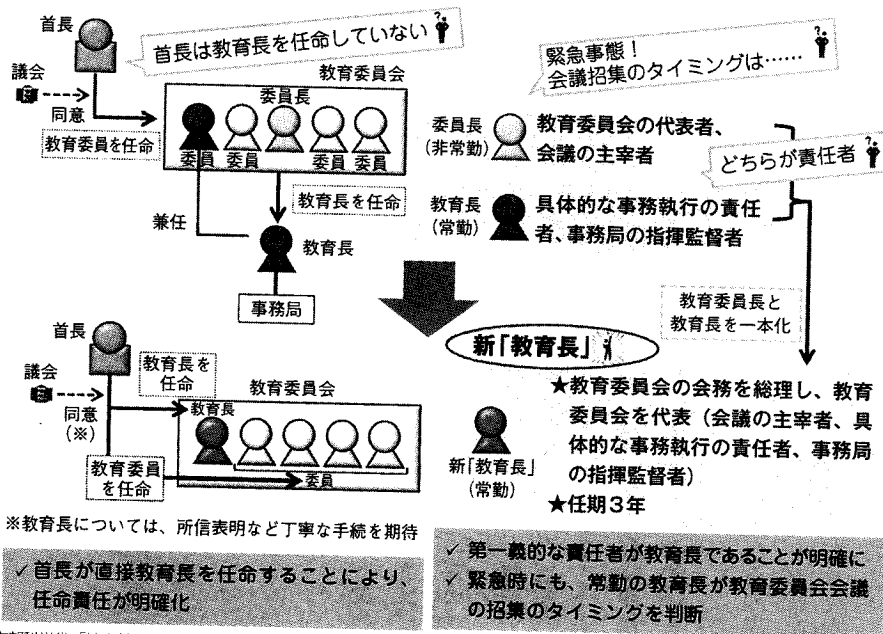 首長
首長は教育長を任命していない
議会
同意
教育委員を任命
教育委員会
委員長
委員
委員
委員
委員
教育長を任命
兼任
教育長
事務局
緊急事態！
会議招集のタイミングは……
委員長
(非常勤)
教育委員会の代表者、
会議の主宰者
どちらが責任者
教育長
(常勤)
具体的な事務執行の責任
者、事務局の指揮監督者
教育委員長と
教育長を一本化
新「教育長」
首長
議会
同意
(※)
教育長を
任命
教育委員
を任命
教育委員会
教育長
委員
新「教育長」
(常勤)
★教育委員会の会務を総理し、教育
委員会を代表（会議の主宰者、具
体的な事務執行の責任者、事務局
の指揮監督者）
★任期３年
※教育長については、所信表明など丁寧な手続を期待
✓ 首長が直接教育長を任命することにより、
任命責任が明確化
✓ 第一義的な責任者が教育長であることが明確に
✓ 緊急時にも、常勤の教育長が教育委員会会議
の招集のタイミングを判断